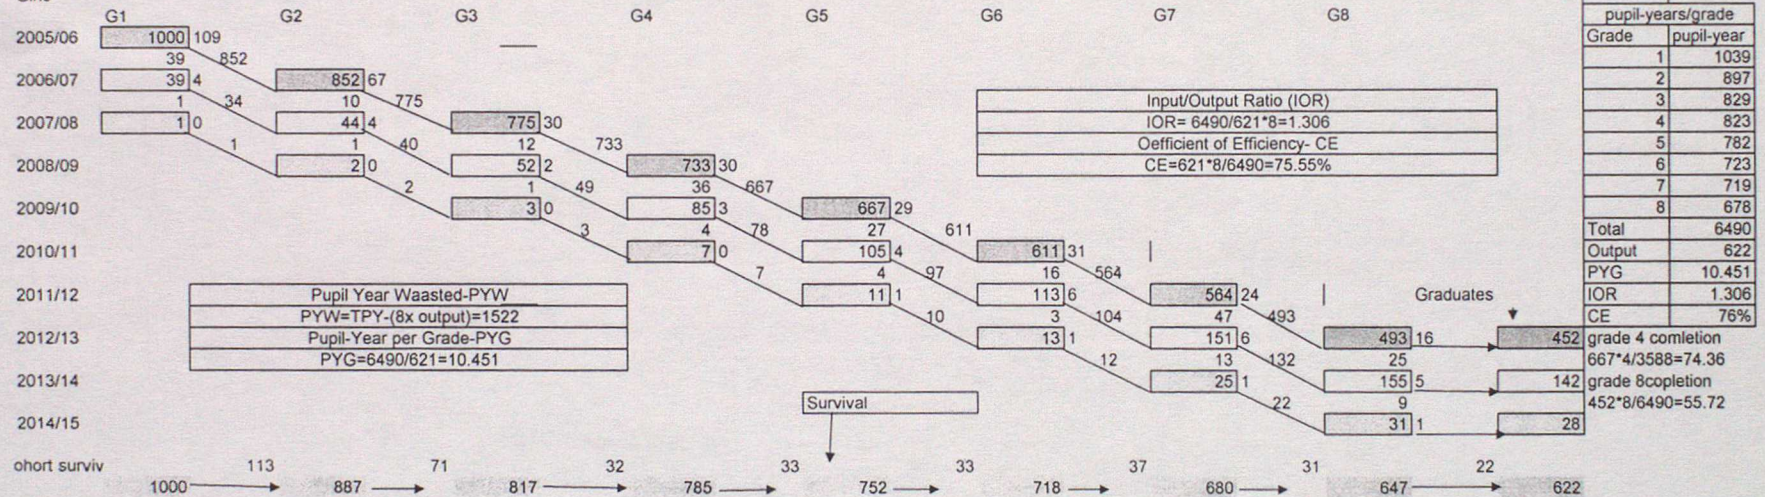 G1 G2 G3 G4 G5 G6 G7 G8
pupil-years/grade
2005/06 1000 109 Grade pupil-year
39 852 1 1039
2006/07 39 4 852 67 2 897
1 34 10 775 Input/Output Ratio (IOR) 3 829
2007/08 1 0 44 4 775 30 IOR= 6490/621*8=1.306 4 823
1 1 40 12 733 Oefficient of Efficiency- CE 5 782
2008/09 2 0 52 2 733 30 CE=621*8/6490=75.55% 6 723
2 1 49 36 667 7 719
2009/10 3 0 85 3 667 29 8 678
3 4 78 27 611 Total 6490
2010/11 7 0 105 4 611 31 Output 622
7 4 97 16 564 PYG 10.451
2011/12 Pupil Year Waasted-PYW 11 1 113 6 564 24 Graduates IOR 1.306
PYW=TPY-(8x output)=1522 10 3 104 47 493 CE 76%
2012/13 Pupil-Year per Grade-PYG 13 1 151 6 493 16 452 grade 4 comletion
PYG=6490/621=10.451 12 13 132 25 667*4/3588=74.36
2013/14 25 1 155 5 142 grade 8copletion
Survival 22 9 452*8/6490=55.72
2014/15 31 1 28
ohort surviv 113 71 32 33 33 37 31 22
1000 887 817 785 752 718 680 647 622